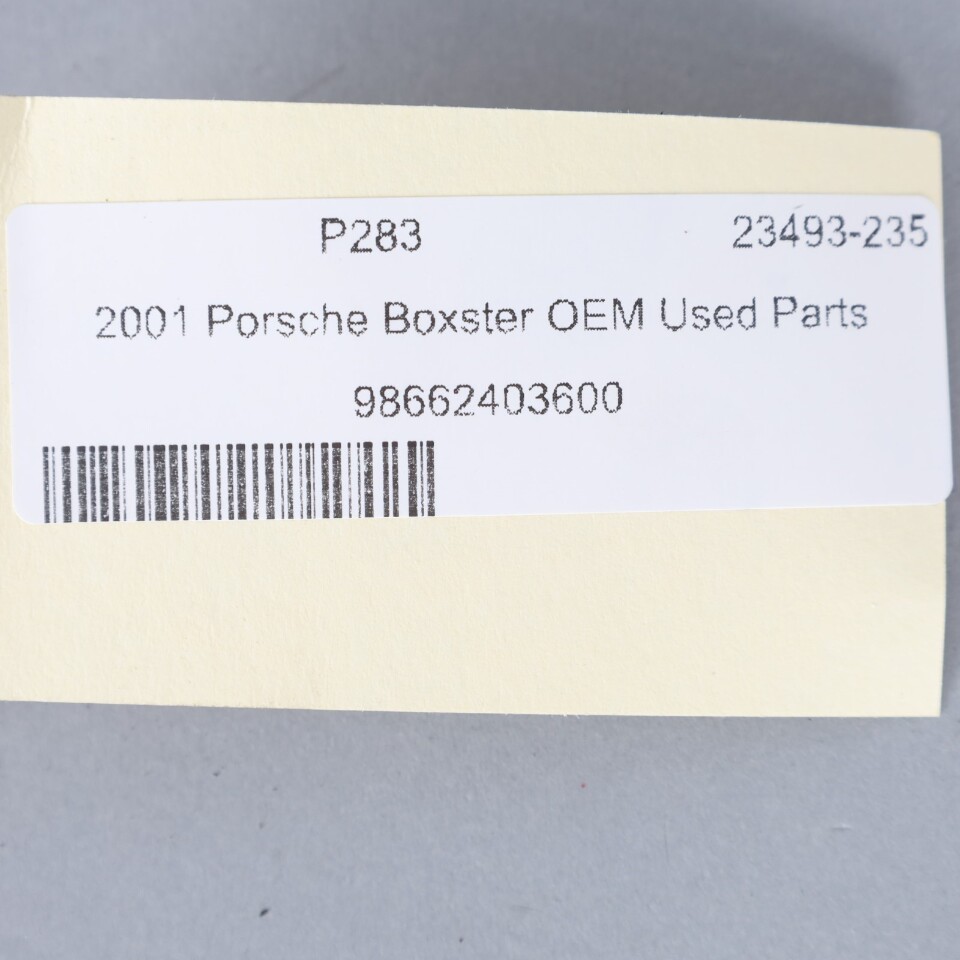 P283 23493-235
2001 Porsche Boxster OEM Used Parts
98662403600